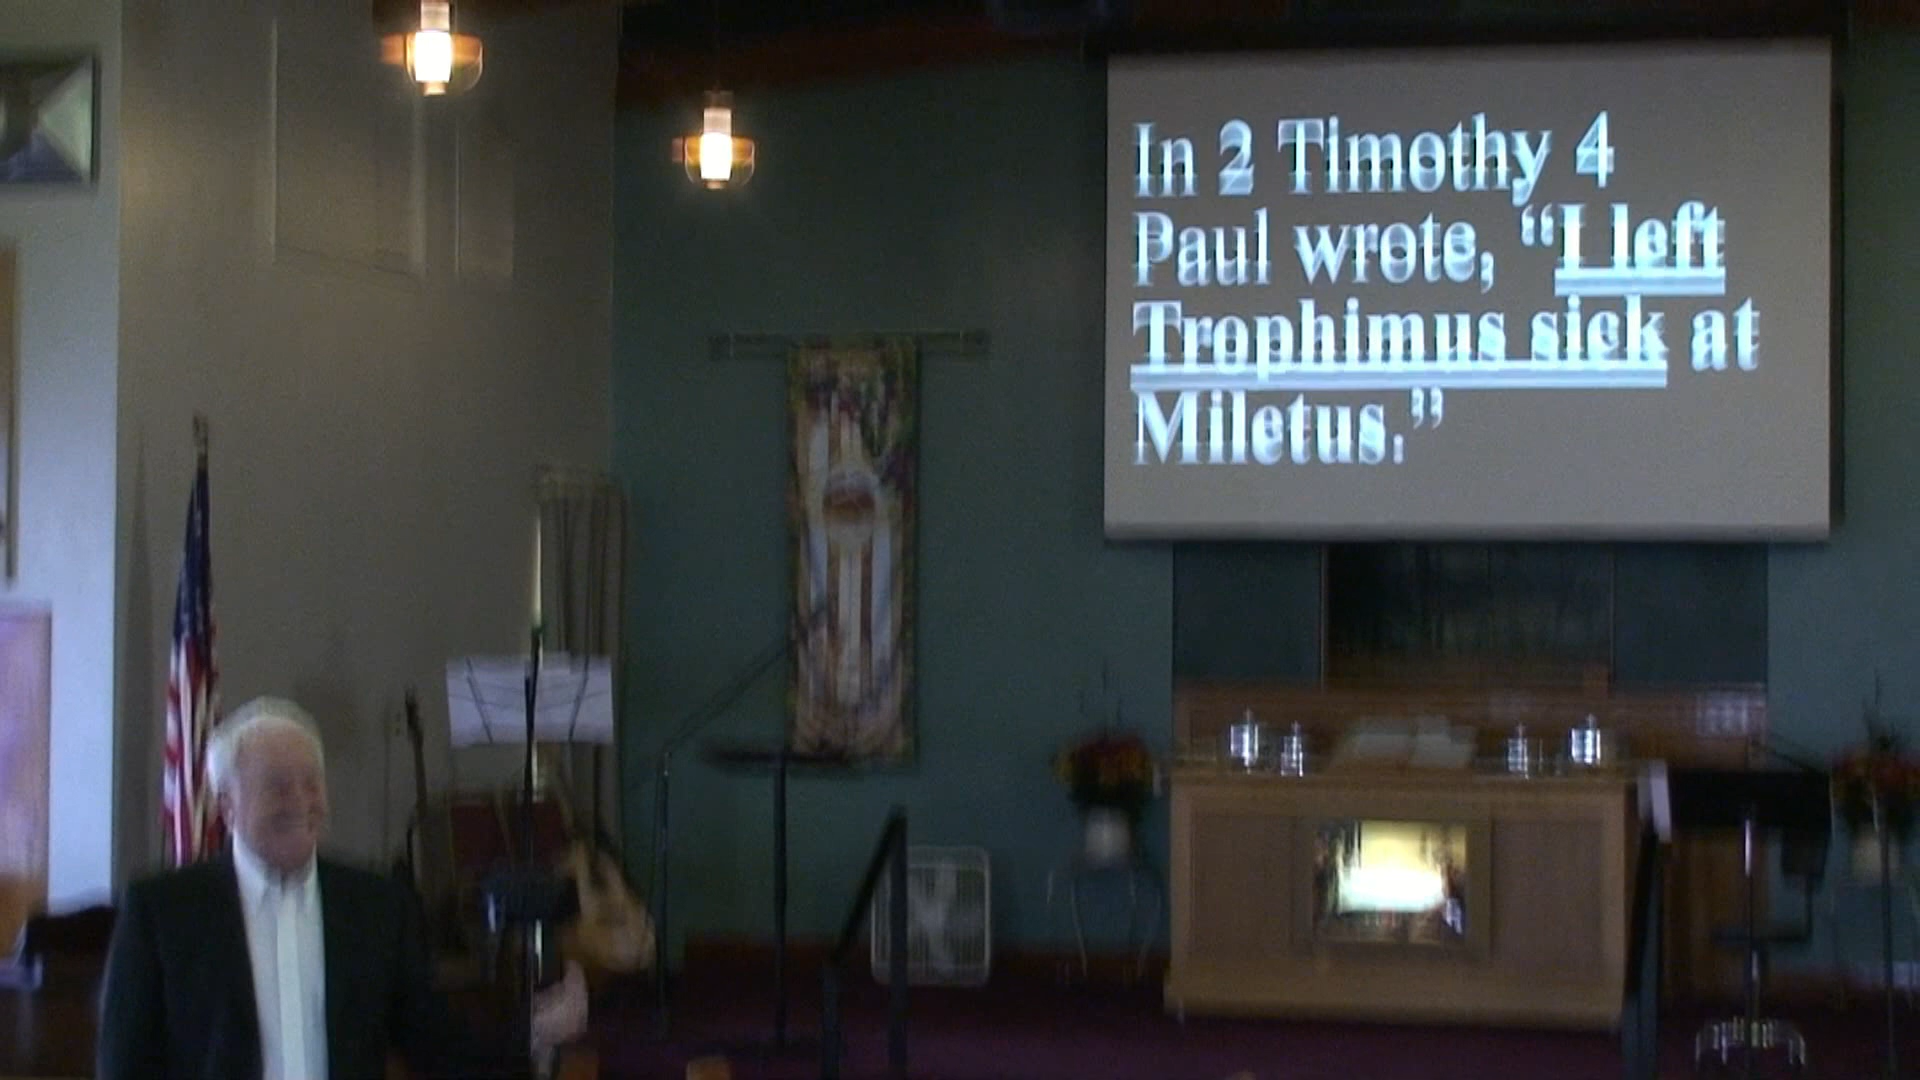 In 2 Timothy 4
Paul wrote, “I left
Trophimus sick at
Miletus.”